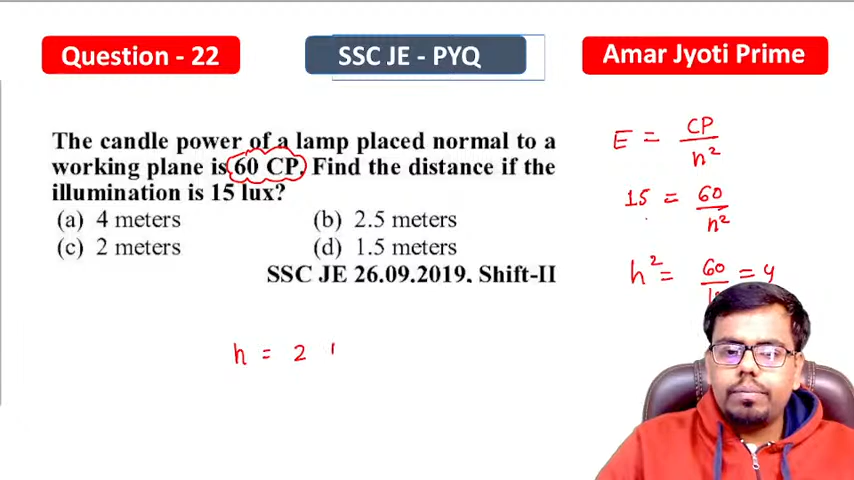 Question - 22
SSC JE - PYQ
Amar Jyoti Prime
The candle power of a lamp placed normal to a
working plane is 60 CP. Find the distance if the
illumination is 15 lux?
(a) 4 meters
(b) 2.5 meters
(c) 2 meters
(d) 1.5 meters
SSC JE 26.09.2019, Shift-II
E = CP/h²
15 = 60/h²
h² = 60/ = 4
h = 2